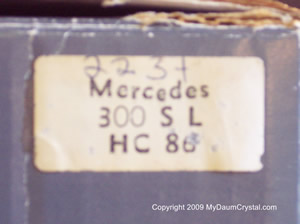 2237
Mercedes
300 S L
HC 86
Copyright 2009 MyDaumCrystal.com